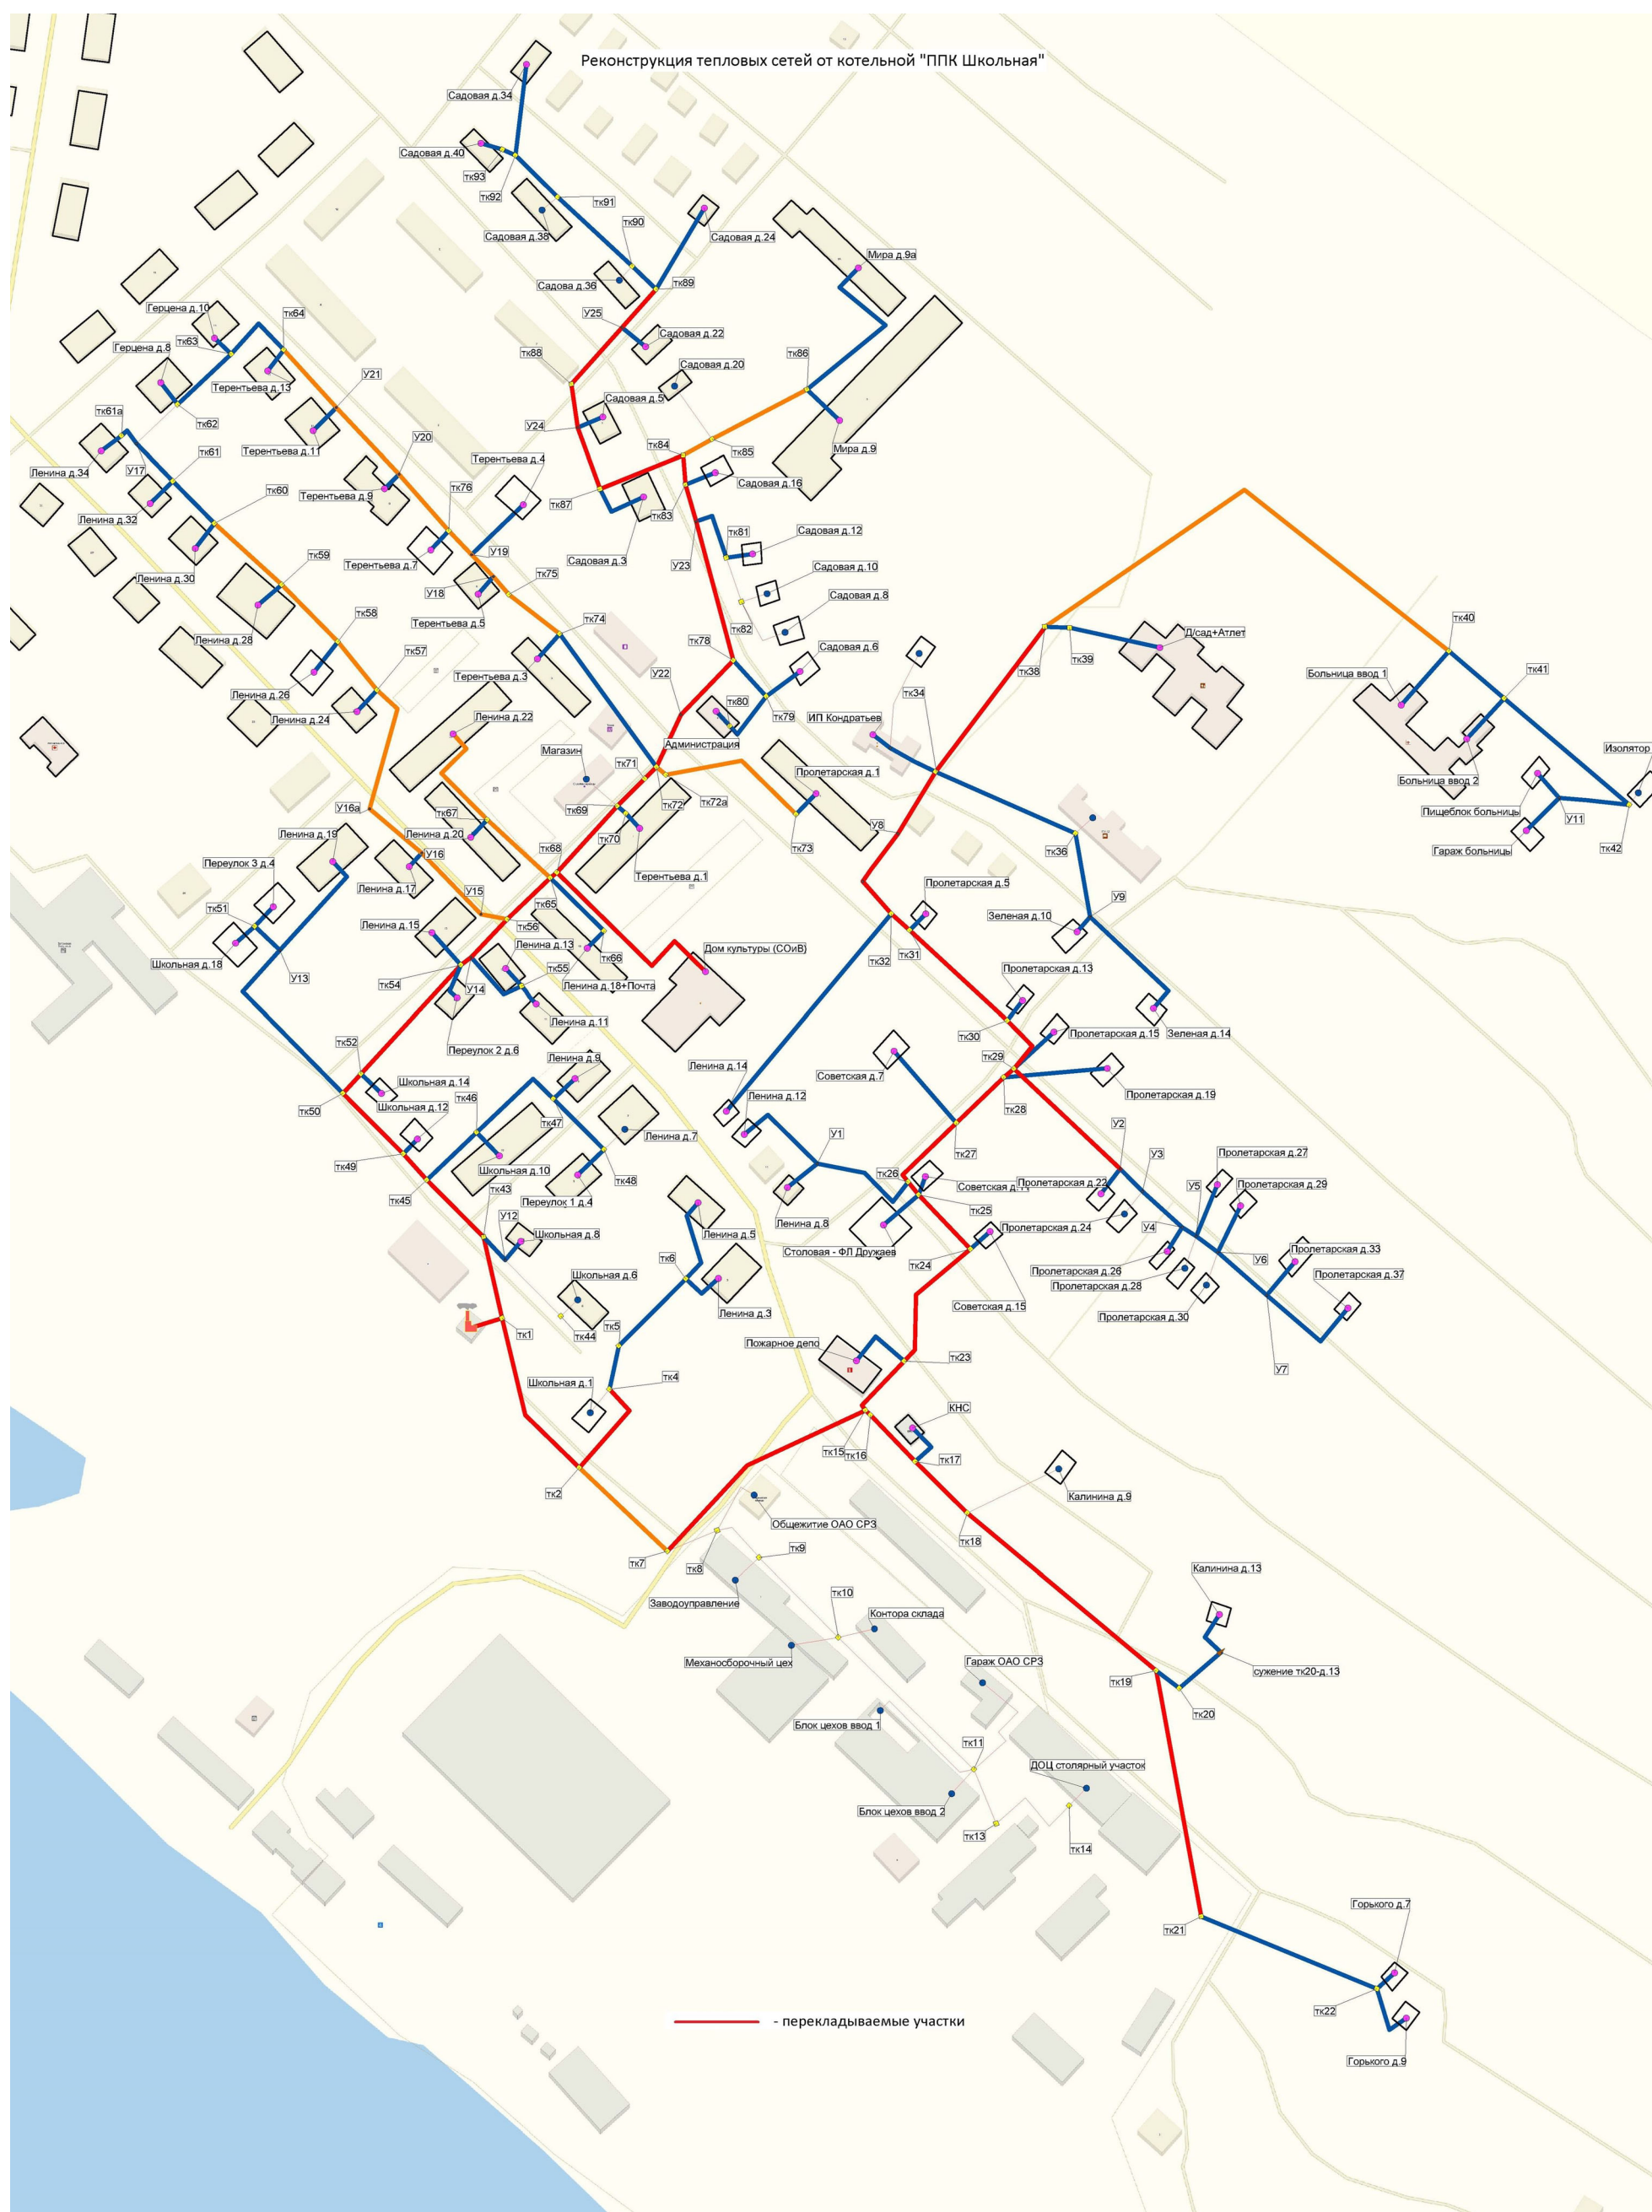 Реконструкция тепловых сетей от котельной "ППК Школьная"
Садовая д.34
Садовая д.40
тк93
тк92
тк91
Садовая д.38
тк90
Садовая д.24
Садова д.36
тк89
Мира д.9а
У25
Садовая д.22
тк88
Садовая д.20
тк86
Герцена д.10
тк64
тк63
Герцена д.8
Терентьева д.13
У21
тк62
Садовая д.5
У24
тк61а
Терентьева д.11
У20
тк84
тк85
Мира д.9
тк61
Терентьева д.4
Ленина д.34
У17
Терентьева д.9
тк76
Садовая д.16
тк87
тк83
Ленина д.32
тк60
тк81
Садовая д.12
У19
Садовая д.3
У23
Терентьева д.7
тк59
Ленина д.30
Садовая д.10
тк75
У18
Садовая д.8
тк58
тк74
Терентьева д.5
тк82
Ленина д.28
тк78
Садовая д.6
Д/сад+Атлет
тк40
тк57
Терентьева д.3
У22
тк38
тк39
Больница ввод 1
тк41
Ленина д.26
тк34
Ленина д.24
Ленина д.22
тк80
тк79
ИП Кондратьев
Администрация
Магазин
Изолятор
тк71
Пролетарская д.1
Больница ввод 2
У16а
тк72
тк72а
Пищеблок больницы
тк67
тк69
У11
Ленина д.19
Ленина д.20
тк70
У8
тк73
Гараж больницы
тк42
тк36
Переулок 3 д.4
У16
тк68
Ленина д.17
Терентьева д.1
У15
Пролетарская д.5
тк51
У9
тк65
Зеленая д.10
Ленина д.15
тк56
Ленина д.13
Дом культуры (СОиВ)
Школьная д.18
У13
тк66
тк31
тк32
тк55
тк54
У14
Ленина д.18+Почта
Пролетарская д.13
Ленина д.11
Переулок 2 д.6
тк30
Пролетарская д.15
Зеленая д.14
тк52
Ленина д.9
тк29
Ленина д.14
Советская д.7
Школьная д.14
Ленина д.12
Пролетарская д.19
тк50
тк46
Школьная д.12
тк28
тк47
Ленина д.7
У1
тк27
У2
У3
Пролетарская д.27
тк49
Школьная д.10
тк48
тк26
тк45
тк43
Переулок 1 д.4
Советская д.
Пролетарская д.22
Пролетарская д.29
тк25
У5
У12
Школьная д.8
Ленина д.5
Ленина д.8
Пролетарская д.24
У4
Столовая - ФЛ Дружаев
Пролетарская д.33
тк6
тк24
У6
Пролетарская д.26
Школьная д.6
Пролетарская д.28
Пролетарская д.37
Ленина д.3
Советская д.15
Пролетарская д.30
тк1
тк44
тк5
Пожарное депо
тк23
У7
Школьная д.1
тк4
КНС
тк15
тк16
тк17
тк2
Калинина д.9
Общежитие ОАО СРЗ
тк18
тк7
тк8
тк9
Калинина д.13
Заводоуправление
тк10
Контора склада
Механосборочный цех
Гараж ОАО СРЗ
сужение тк20-д.13
тк19
тк20
Блок цехов ввод 1
тк11
ДОЦ столярный участок
Блок цехов ввод 2
тк13
тк14
Горького д.7
тк21
тк22
- перекладываемые участки
Горького д.9